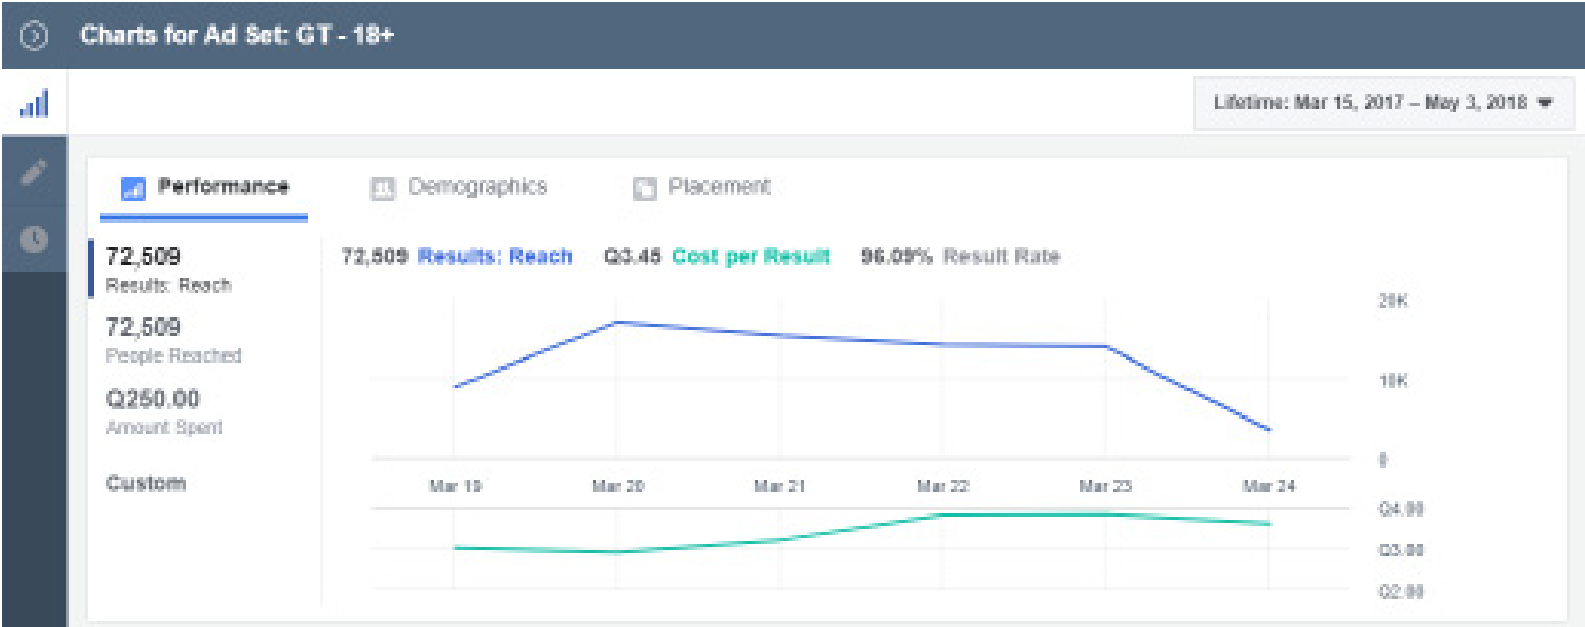 Charts for Ad Set: GT - 18+
Lifetime: Mar 15, 2017 – May 3, 2018
Performance Demographics Placement
72,509
Results: Reach
72,509
People Reached
Q250.00
Amount Spent
Custom
72,509 Results: Reach Q3.45 Cost per Result 96.09% Result Rate
20K
10K
0
Mar 19 Mar 20 Mar 21 Mar 22 Mar 23 Mar 24
Q4.00
Q3.00
Q2.00